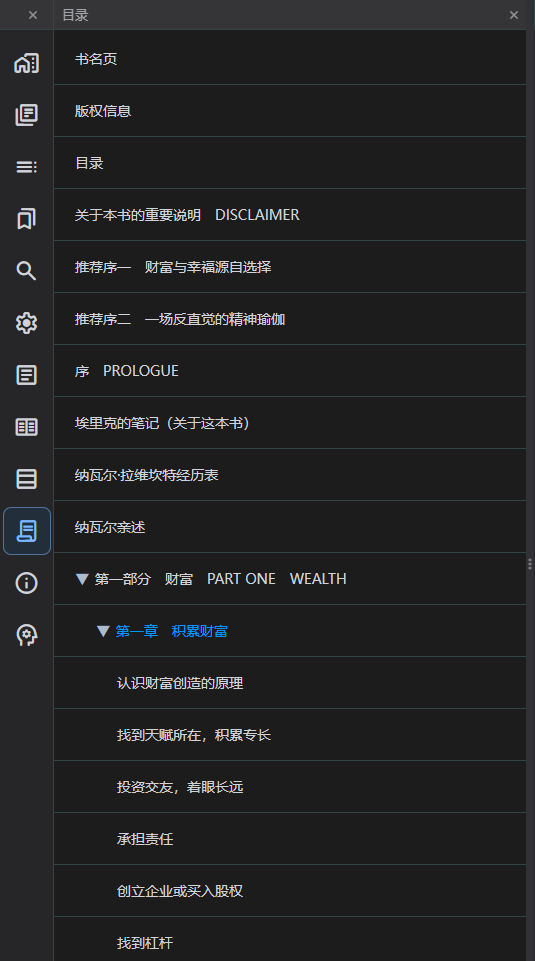 目录
书名页
版权信息
目录
关于本书的重要说明　DISCLAIMER
推荐序一　财富与幸福源自选择
推荐序二　一场反直觉的精神瑜伽
序　PROLOGUE
埃里克的笔记（关于这本书）
纳瓦尔·拉维坎特经历表
纳瓦尔亲述
▼ 第一部分　财富　PART ONE　WEALTH
▼ 第一章　积累财富
认识财富创造的原理
找到天赋所在，积累专长
投资交友，着眼长远
承担责任
创立企业或买入股权
找到杠杆